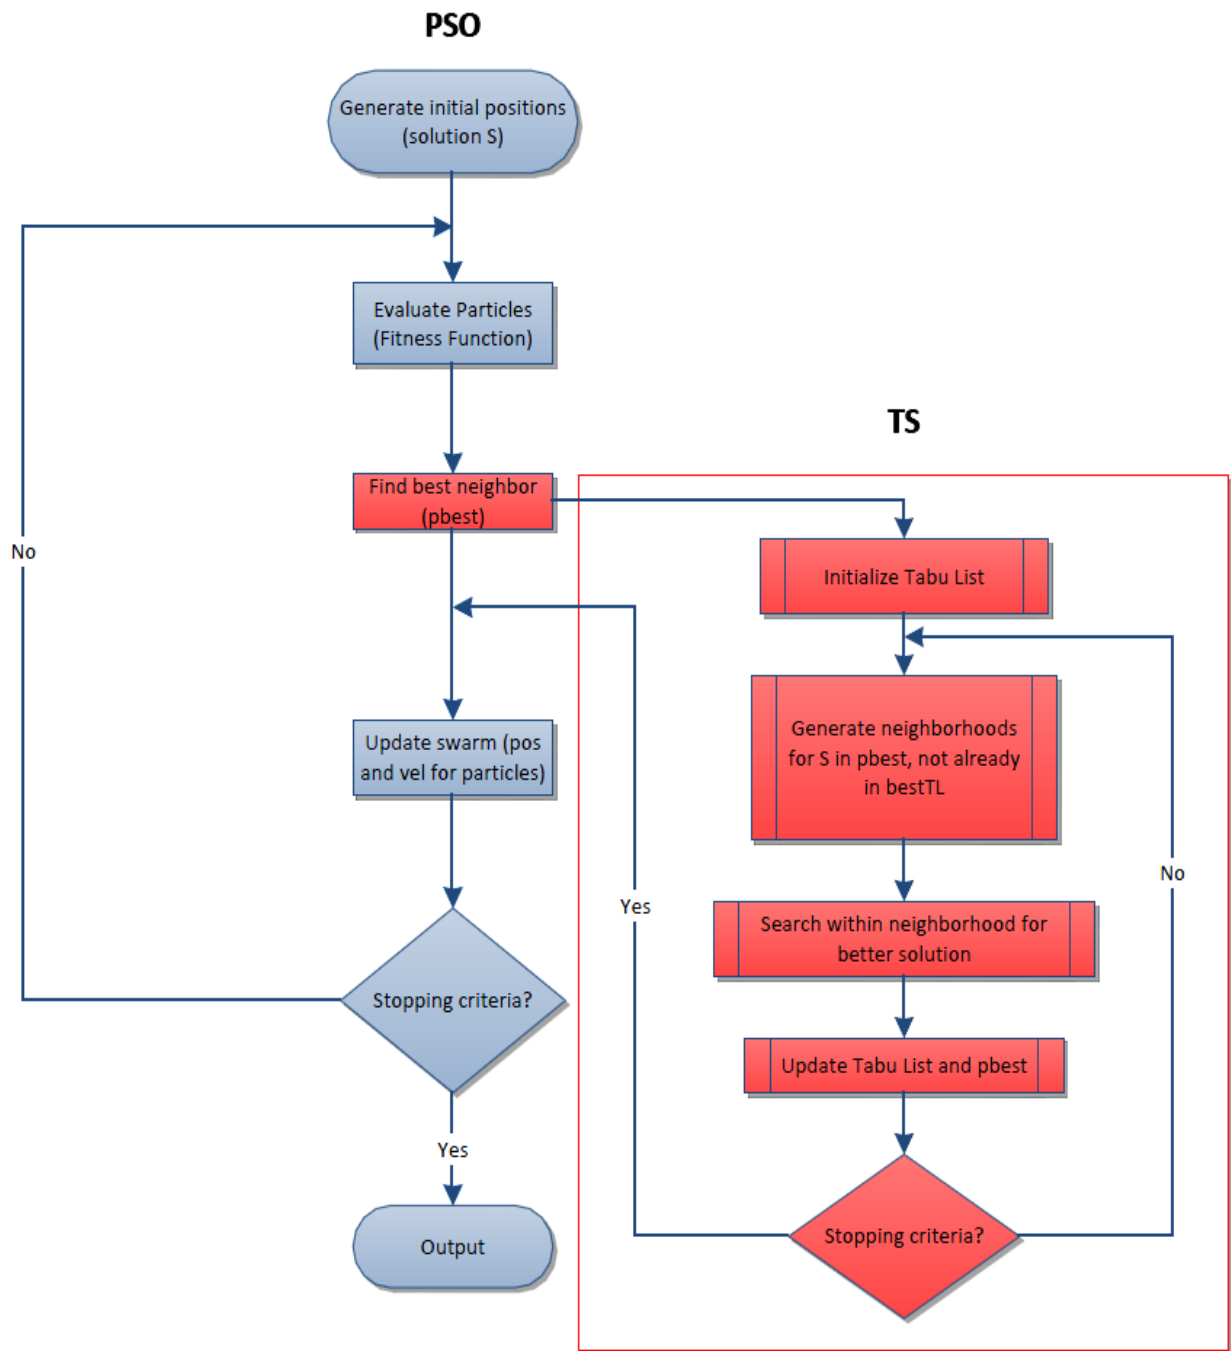 PSO
Generate initial positions
(solution S)
Evaluate Particles
(Fitness Function)
TS
Find best neighbor
(pbest)
No
Initialize Tabu List
Generate neighborhoods
for S in pbest, not already
in bestTL
Update swarm (pos
and vel for particles)
No
Yes
Search within neighborhood for
better solution
Stopping criteria?
Update Tabu List and pbest
Yes
Stopping criteria?
Output